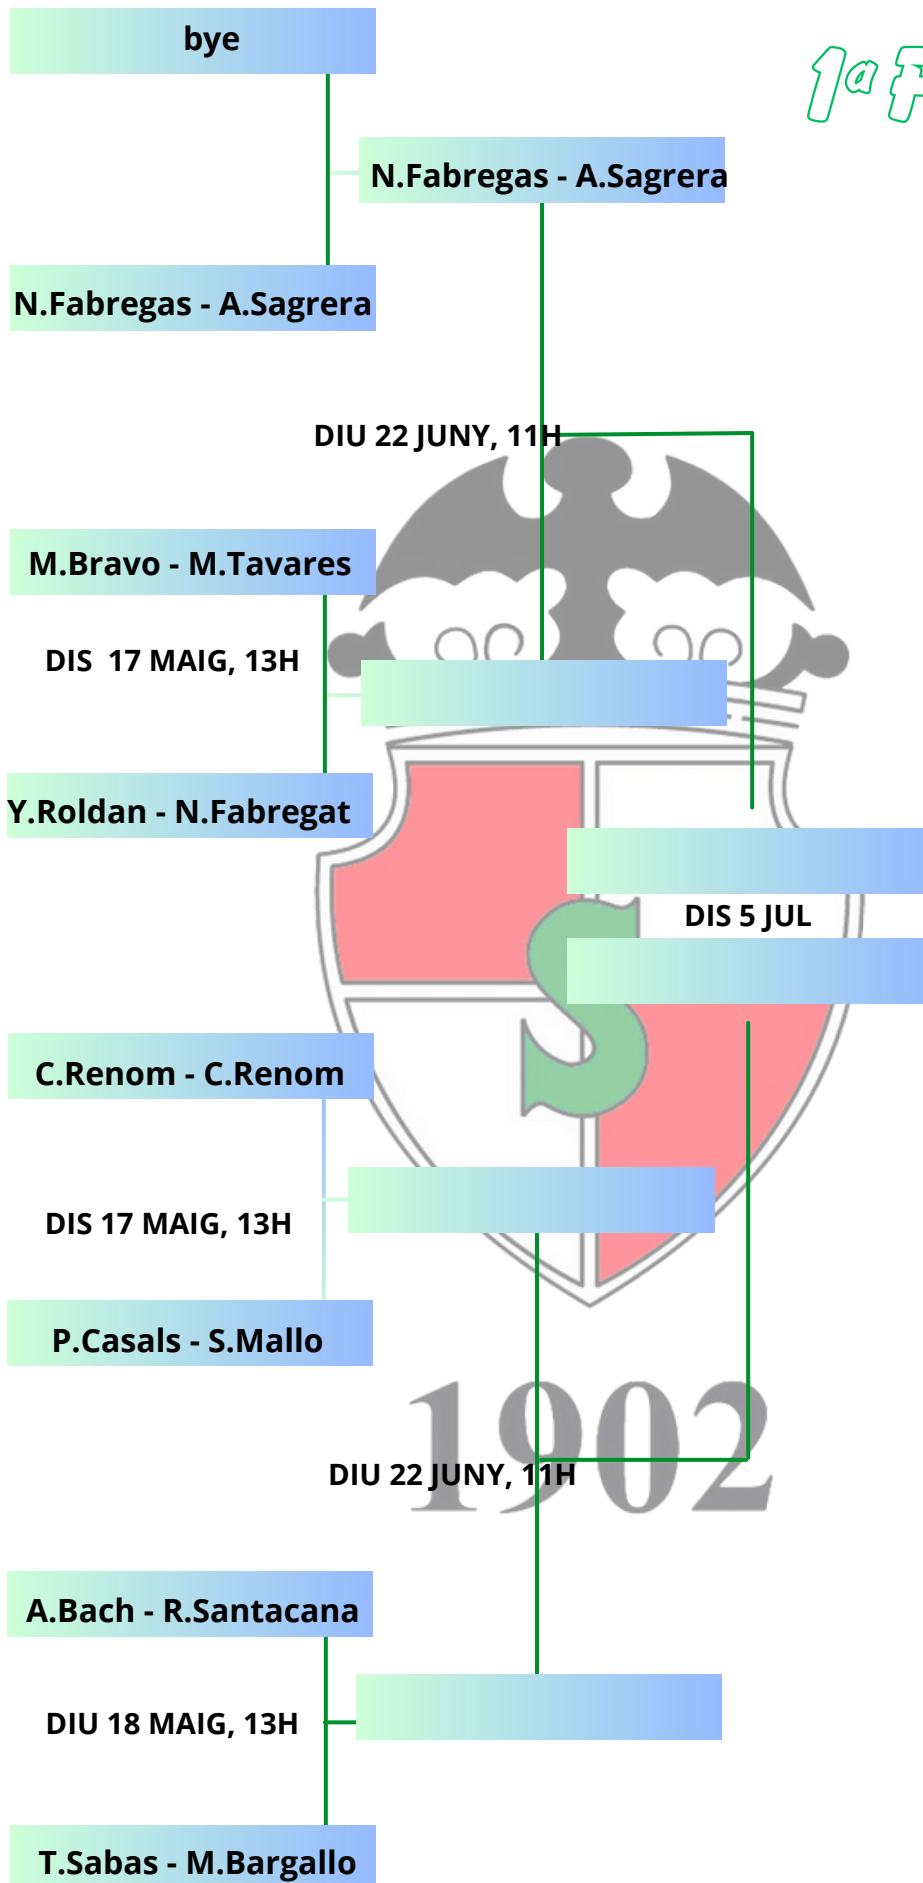 bye
1ª
N.Fabregas - A.Sagrera
N.Fabregas - A.Sagrera
DIU 22 JUNY, 11H
M.Bravo - M.Tavares
DIS  17 MAIG, 13H
Y.Roldan - N.Fabregat
DIS 5 JUL
S
C.Renom - C.Renom
DIS 17 MAIG, 13H
P.Casals - S.Mallo
1902
DIU 22 JUNY, 11H
A.Bach - R.Santacana
DIU 18 MAIG, 13H
T.Sabas - M.Bargallo